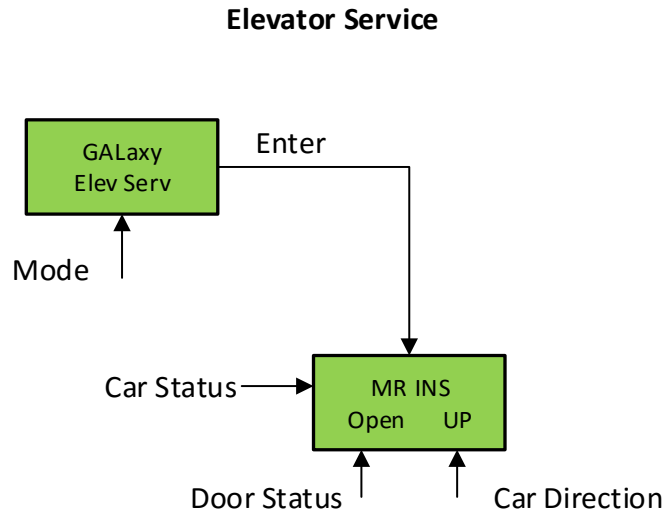 Elevator Service
GALaxy
Elev Serv
Enter
Mode
Car Status
MR INS
Open UP
Door Status
Car Direction